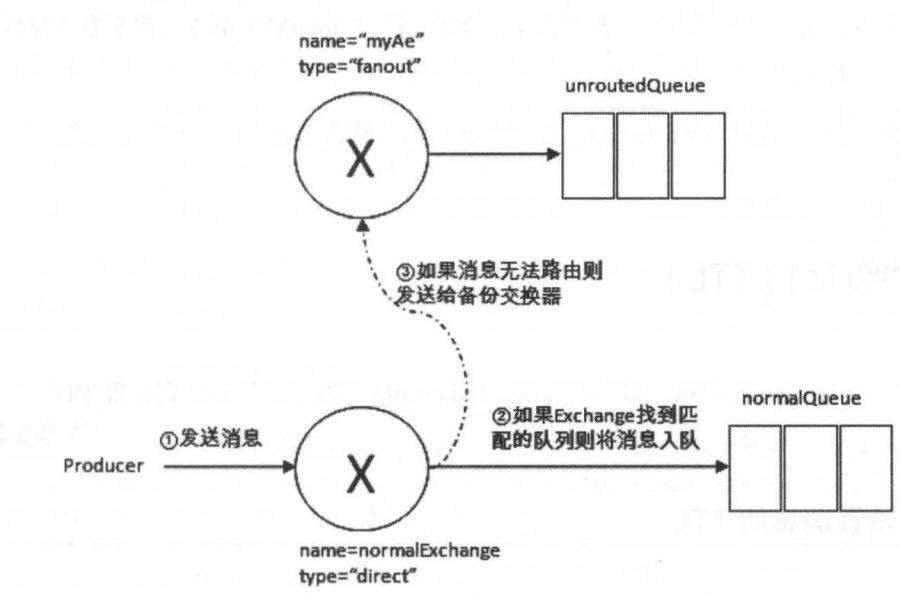 name="myAe"
type="fanout"
unroutedQueue
X
③如果消息无法路由则
发送给备份交换器
normalQueue
②如果Exchange找到匹
配的队列则将消息入队
①发送消息
Producer
X
name=normalExchange
type="direct"